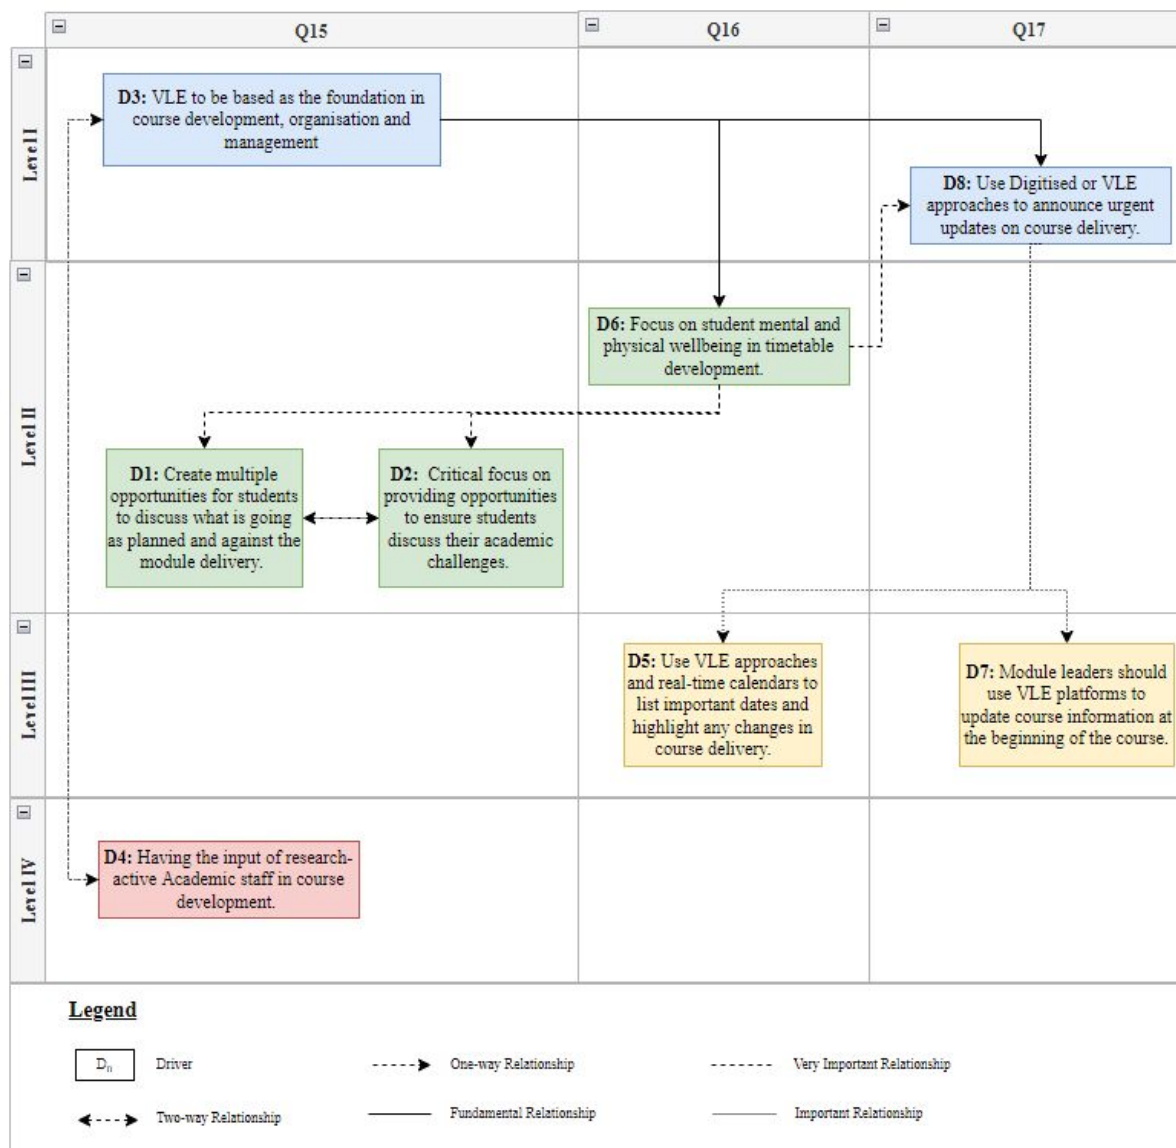 Q15
Q16
Q17
Level I
D3: VLE to be based as the foundation in
course development, organisation and
management
D8: Use Digitised or VLE
approaches to announce urgent
updates on course delivery.
Level II
D6: Focus on student mental and
physical wellbeing in timetable
development.
D1: Create multiple
opportunities for students
to discuss what is going
as planned and against the
module delivery.
D2: Critical focus on
providing opportunities
to ensure students
discuss their academic
challenges.
Level III
D5: Use VLE approaches
and real-time calendars to
list important dates and
highlight any changes in
course delivery.
D7: Module leaders should
use VLE platforms to
update course information at
the beginning of the course.
Level IV
D4: Having the input of research-
active Academic staff in course
development.
Legend
Dn
Driver
One-way Relationship
Very Important Relationship
Two-way Relationship
Fundamental Relationship
Important Relationship